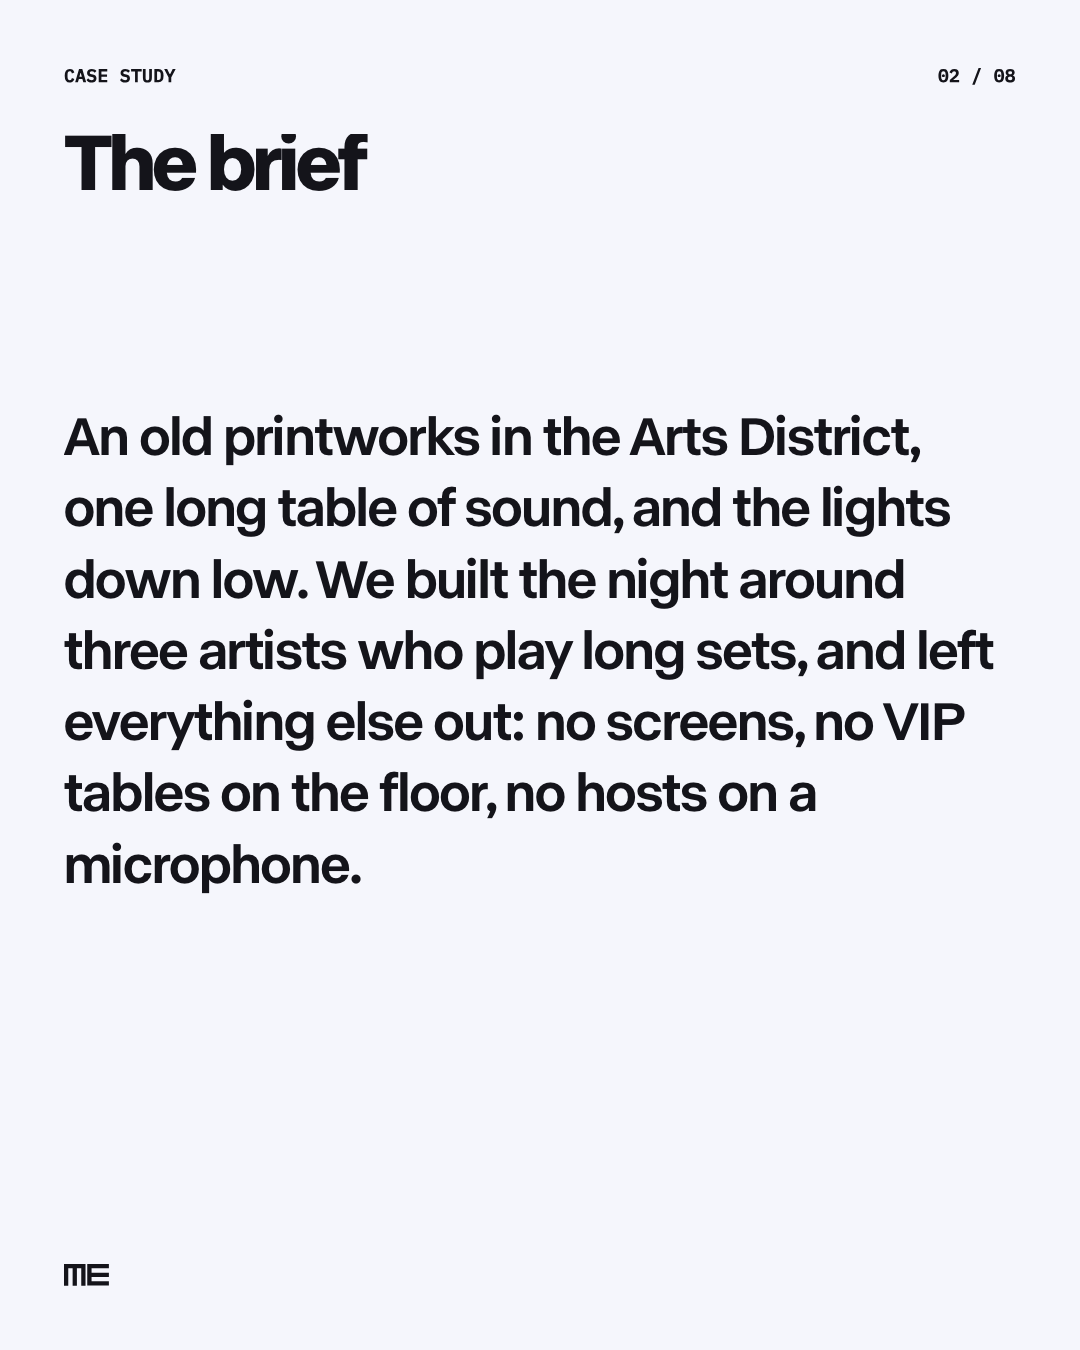 CASE STUDY
02 / 08
The brief
An old printworks in the Arts District,
one long table of sound, and the lights
down low. We built the night around
three artists who play long sets, and left
everything else out: no screens, no VIP
tables on the floor, no hosts on a
microphone.
ME